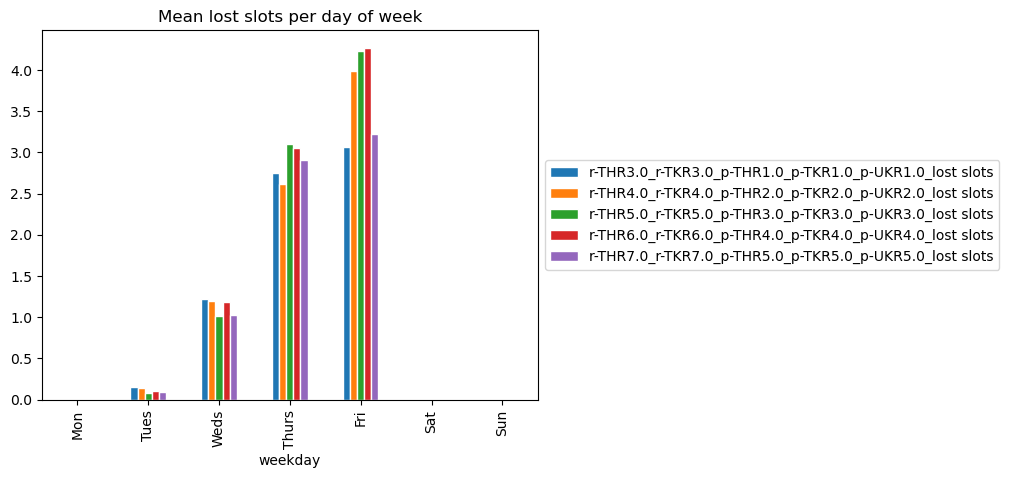 Mean lost slots per day of week
4.0
3.5
3.0
2.5
2.0
1.5
1.0
0.5
0.0
Mon
Tues
Weds
Thurs
Fri
Sat
Sun
weekday
r-THR3.0_r-TKR3.0_p-THR1.0_p-TKR1.0_p-UKR1.0_lost slots
r-THR4.0_r-TKR4.0_p-THR2.0_p-TKR2.0_p-UKR2.0_lost slots
r-THR5.0_r-TKR5.0_p-THR3.0_p-TKR3.0_p-UKR3.0_lost slots
r-THR6.0_r-TKR6.0_p-THR4.0_p-TKR4.0_p-UKR4.0_lost slots
r-THR7.0_r-TKR7.0_p-THR5.0_p-TKR5.0_p-UKR5.0_lost slots